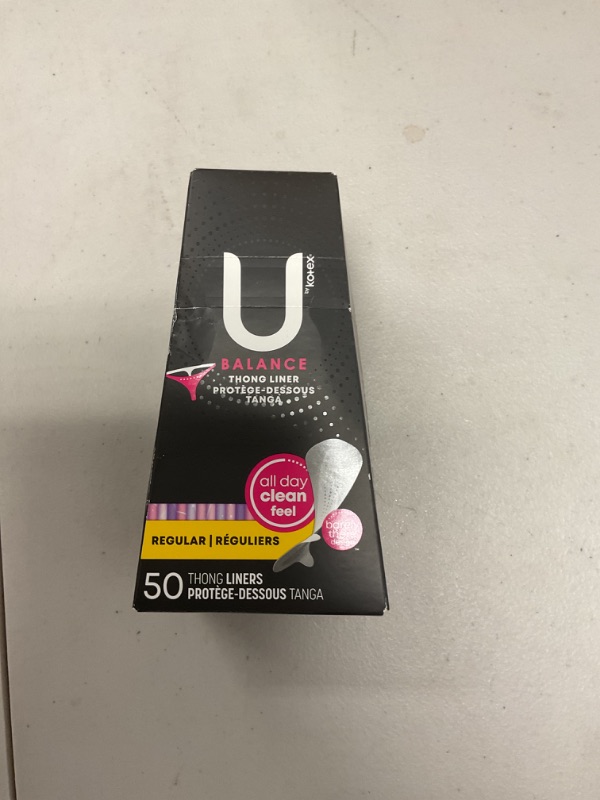 U
by Kotex
BALANCE
THONG LINER
PROTÈGE-DESSOUS
TANGA
all day
clean
feel
REGULAR | RÉGULIERS
50 THONG LINERS
PROTÈGE-DESSOUS TANGA